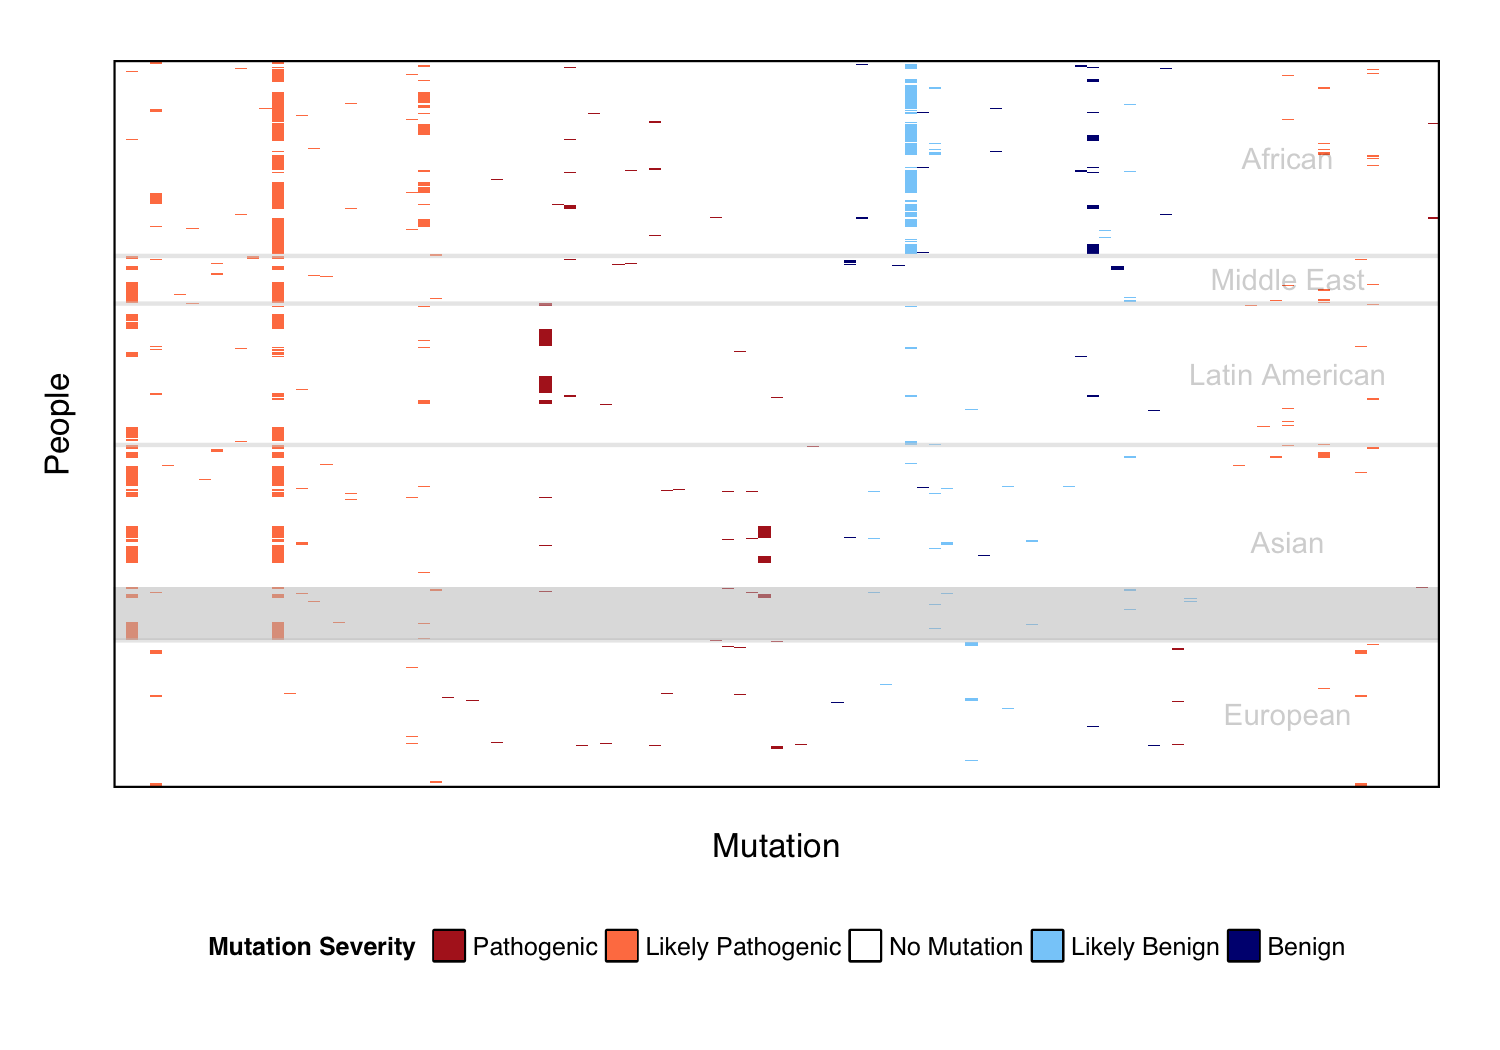 African
Middle East
Latin American
Asian
European
People
Mutation
Mutation Severity Pathogenic Likely Pathogenic No Mutation Likely Benign Benign